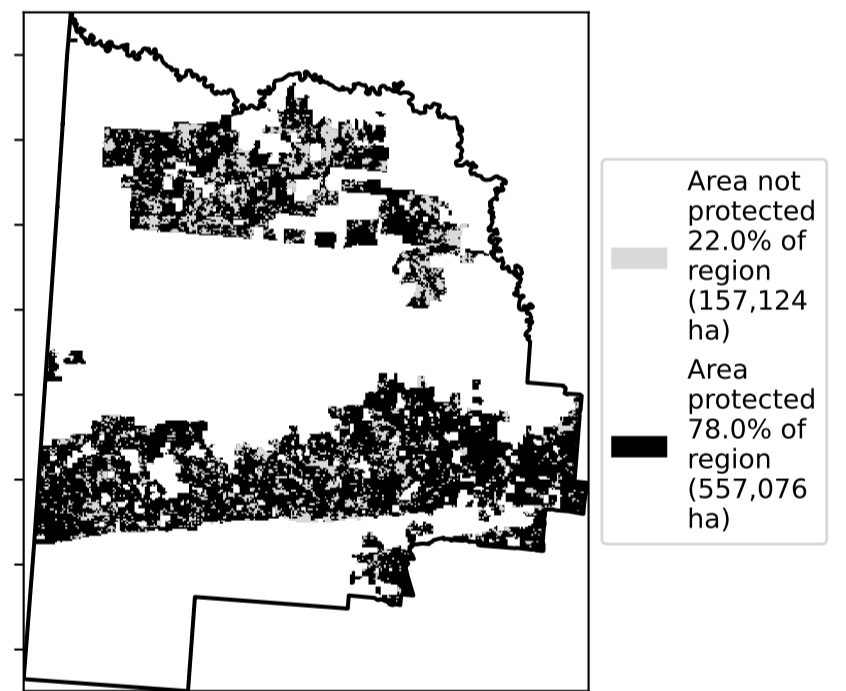 Area not
protected
22.0% of
region
(157,124
ha)
Area
protected
78.0% of
region
(557,076
ha)